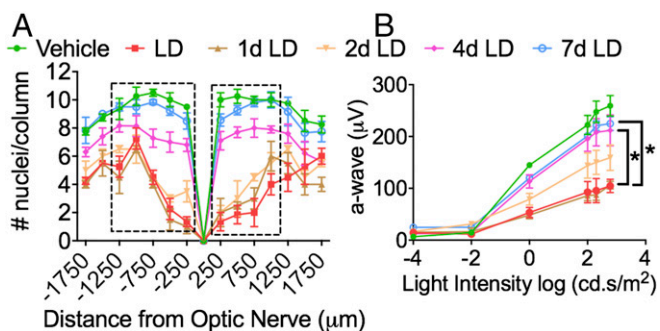 A B
Vehicle LD 1d LD 2d LD 4d LD 7d LD
# nuclei/column
12
10
8
6
4
2
0
-1750 -1250 -750 -250 250 750 1250 1750
Distance from Optic Nerve (μm)
a-wave (μV)
300
200
100
0
-4 -2 0 2 4
* *
Light Intensity log (cd.s/m²)